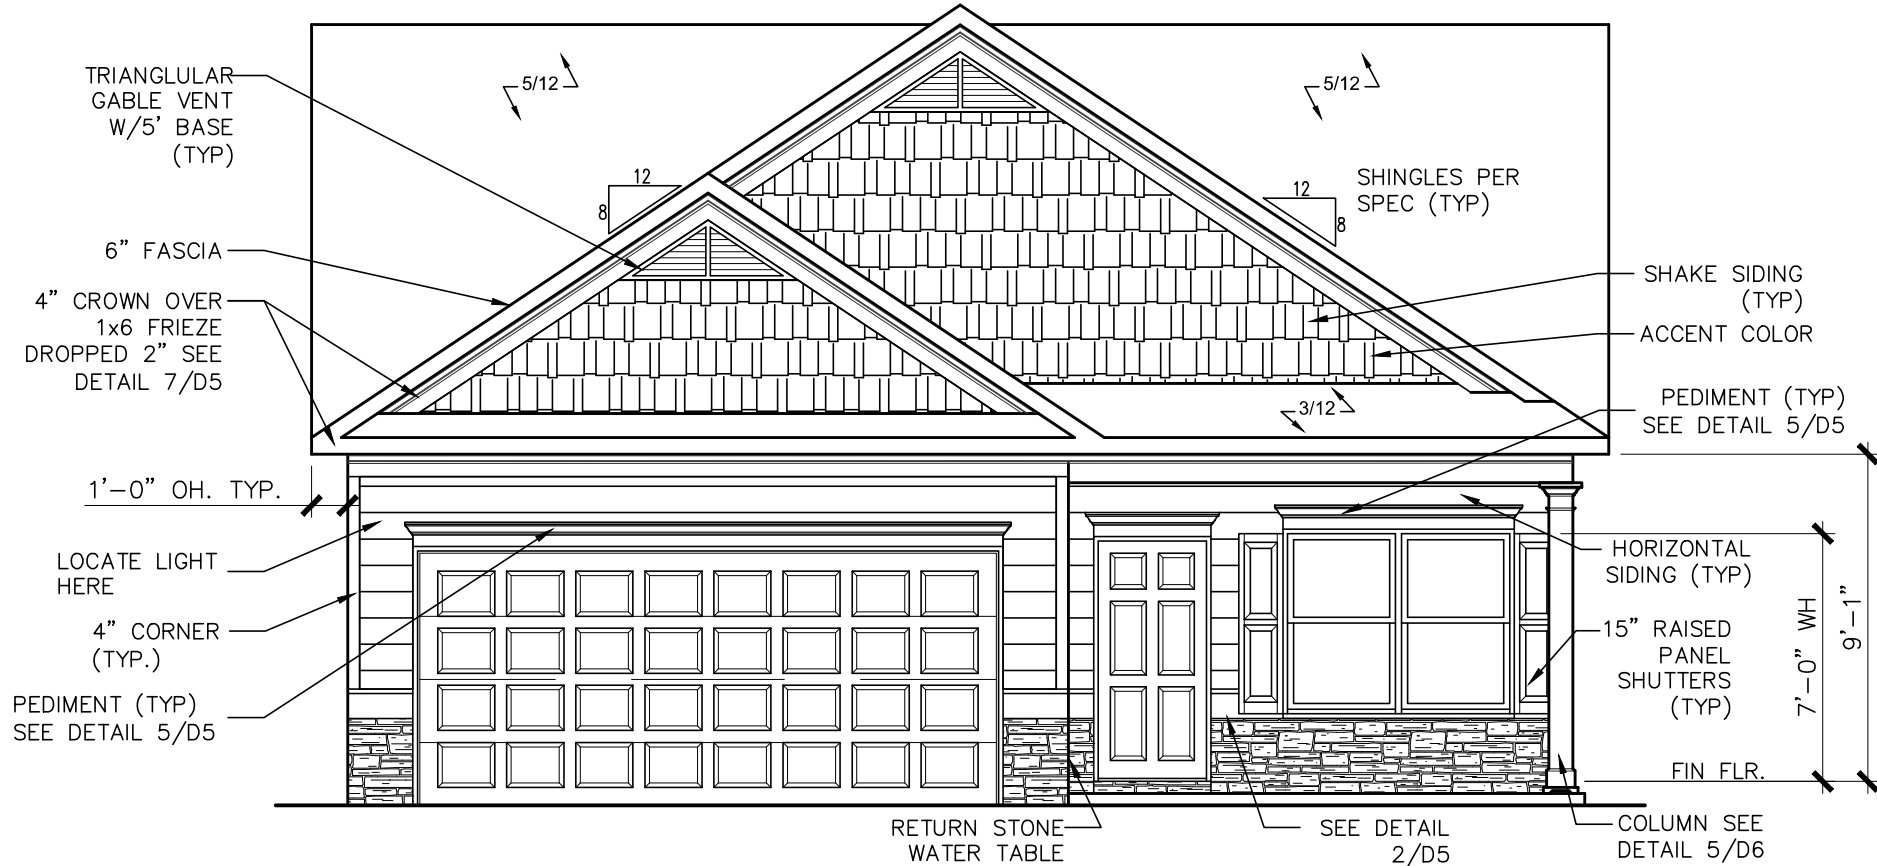 TRIANGLULAR
GABLE VENT
W/5' BASE
(TYP)
5/12
5/12
12
8
12
8
SHINGLES PER
SPEC (TYP)
6" FASCIA
4" CROWN OVER
1x6 FRIEZE
DROPPED 2" SEE
DETAIL 7/D5
SHAKE SIDING
(TYP)
ACCENT COLOR
3/12
PEDIMENT (TYP)
SEE DETAIL 5/D5
1'-0" OH. TYP.
LOCATE LIGHT
HERE
4" CORNER
(TYP.)
PEDIMENT (TYP)
SEE DETAIL 5/D5
HORIZONTAL
SIDING (TYP)
15" RAISED
PANEL
SHUTTERS
(TYP)
7'-0" WH
9'-1"
FIN FLR.
RETURN STONE
WATER TABLE
SEE DETAIL
2/D5
COLUMN SEE
DETAIL 5/D6